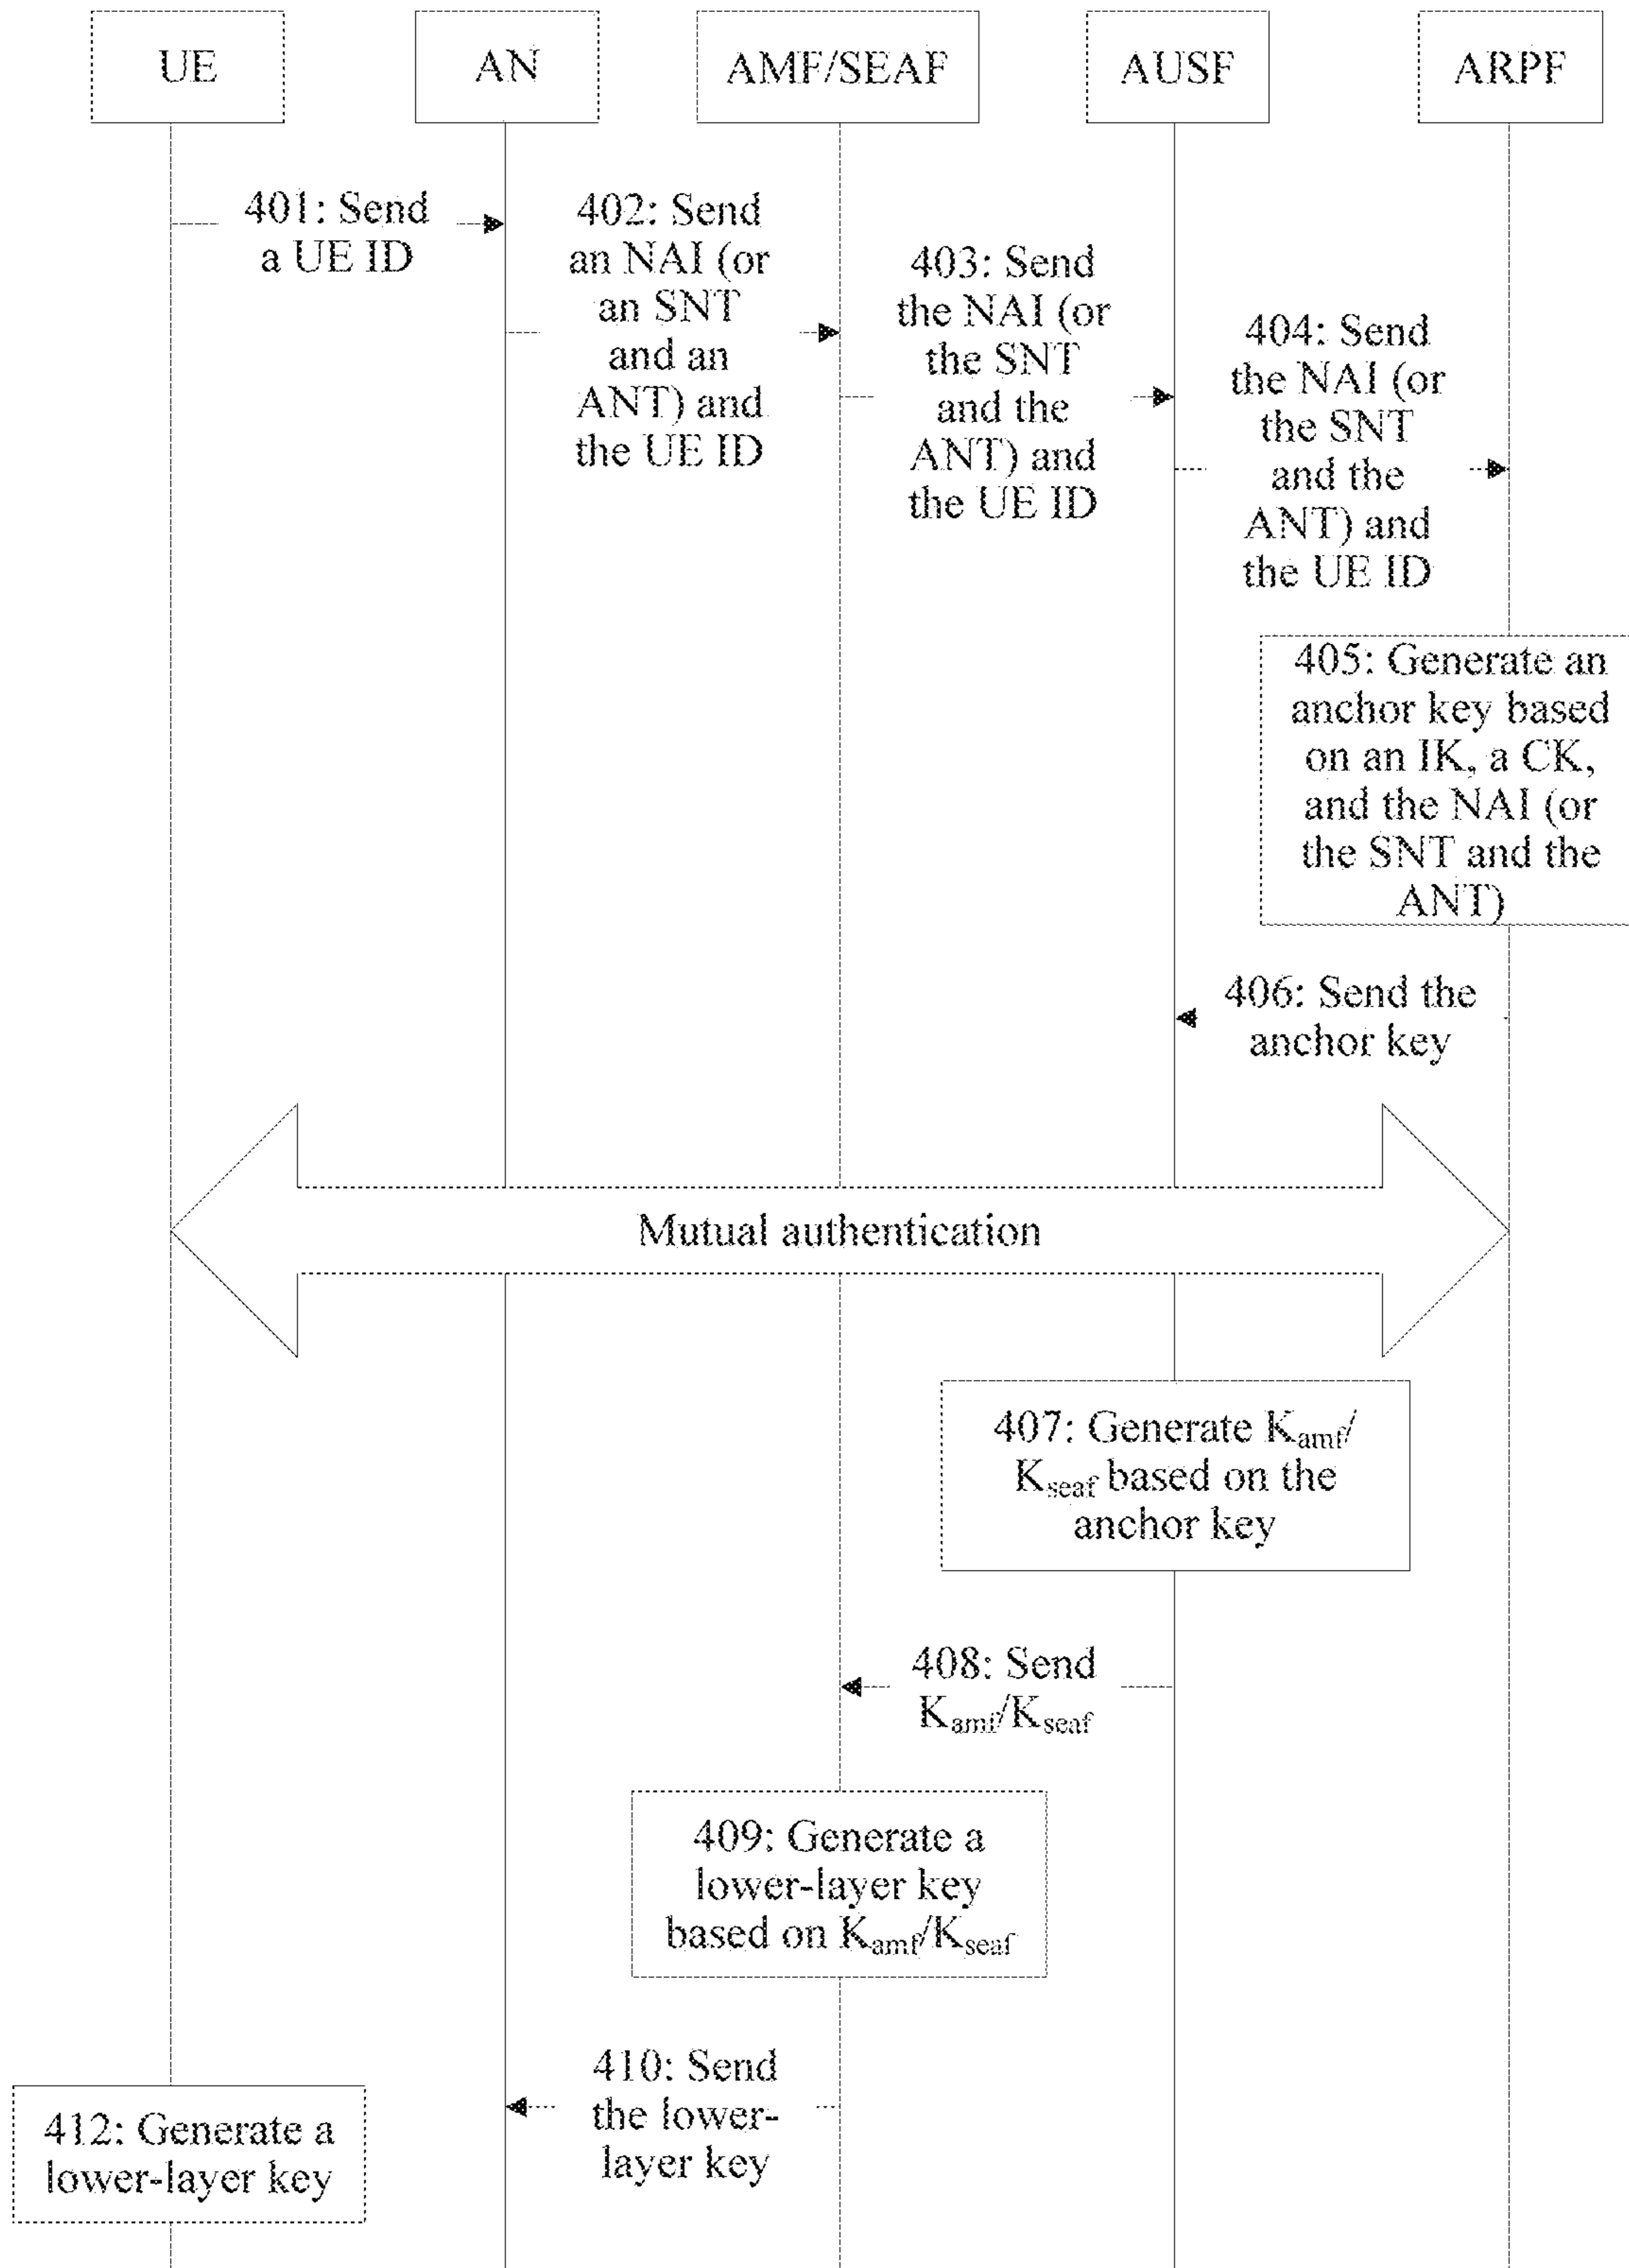 UE
AN
AMF/SEAF
AUSF
ARPF
401: Send
a UE ID
402: Send
an NAI (or
an SNT
and an
ANT) and
the UE ID
403: Send
the NAI (or
the SNT
and the
ANT) and
the UE ID
404: Send
the NAI (or
the SNT
and the
ANT) and
the UE ID
405: Generate an
anchor key based
on an IK, a CK,
and the NAI (or
the SNT and the
ANT)
406: Send the
anchor key
Mutual authentication
407: Generate Kamf/
Kseaf based on the
anchor key
408: Send
Kamf/Kseaf
409: Generate a
lower-layer key
based on Kamf/Kseaf
410: Send
the lower-
layer key
412: Generate a
lower-layer key